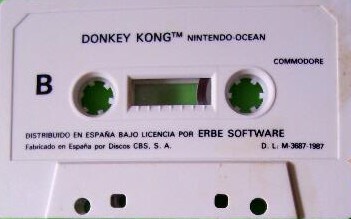 DONKEY KONG™ NINTENDO-OCEAN
COMMODORE
B
DISTRIBUIDO EN ESPAÑA BAJO LICENCIA POR ERBE SOFTWARE
Fabricado en España por Discos CBS, S. A. D. L: M-3687-1987